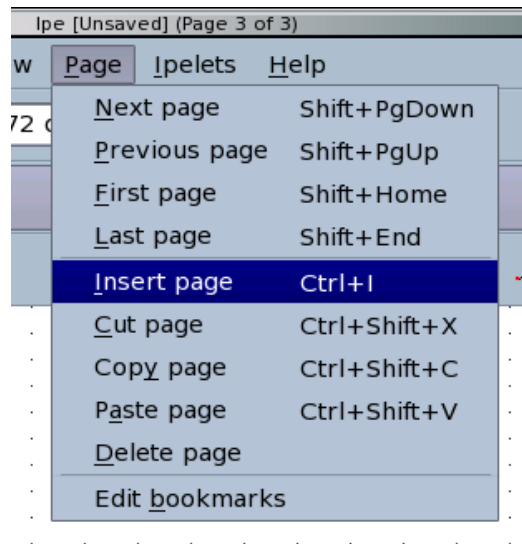 Ipe [Unsaved] (Page 3 of 3)
w Page Ipelets Help
72
Next page Shift+PgDown
Previous page Shift+PgUp
First page Shift+Home
Last page Shift+End
Insert page Ctrl+I
Cut page Ctrl+Shift+X
Copy page Ctrl+Shift+C
Paste page Ctrl+Shift+V
Delete page
Edit bookmarks